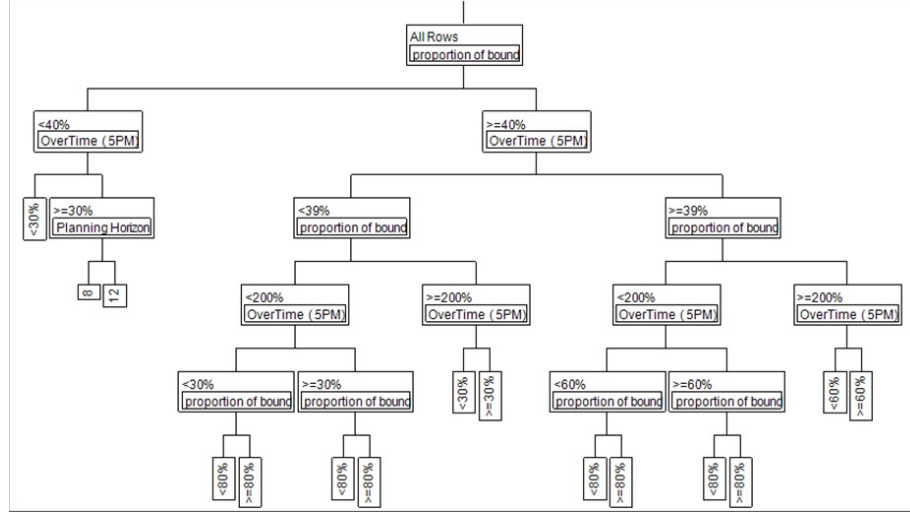 All Rows
proportion of bound
<40%
OverTime (5PM)
>=40%
OverTime (5PM)
<30%
>=30%
Planning Horizon
<39%
proportion of bound
>=39%
proportion of bound
8
12
<200%
OverTime (5PM)
>=200%
OverTime (5PM)
<200%
OverTime (5PM)
>=200%
OverTime (5PM)
<30%
proportion of bound
>=30%
proportion of bound
<30%
>=30%
<60%
proportion of bound
>=60%
proportion of bound
<60%
>=60%
<80%
>=80%
<80%
>=80%
<80%
>=80%
<80%
>=80%